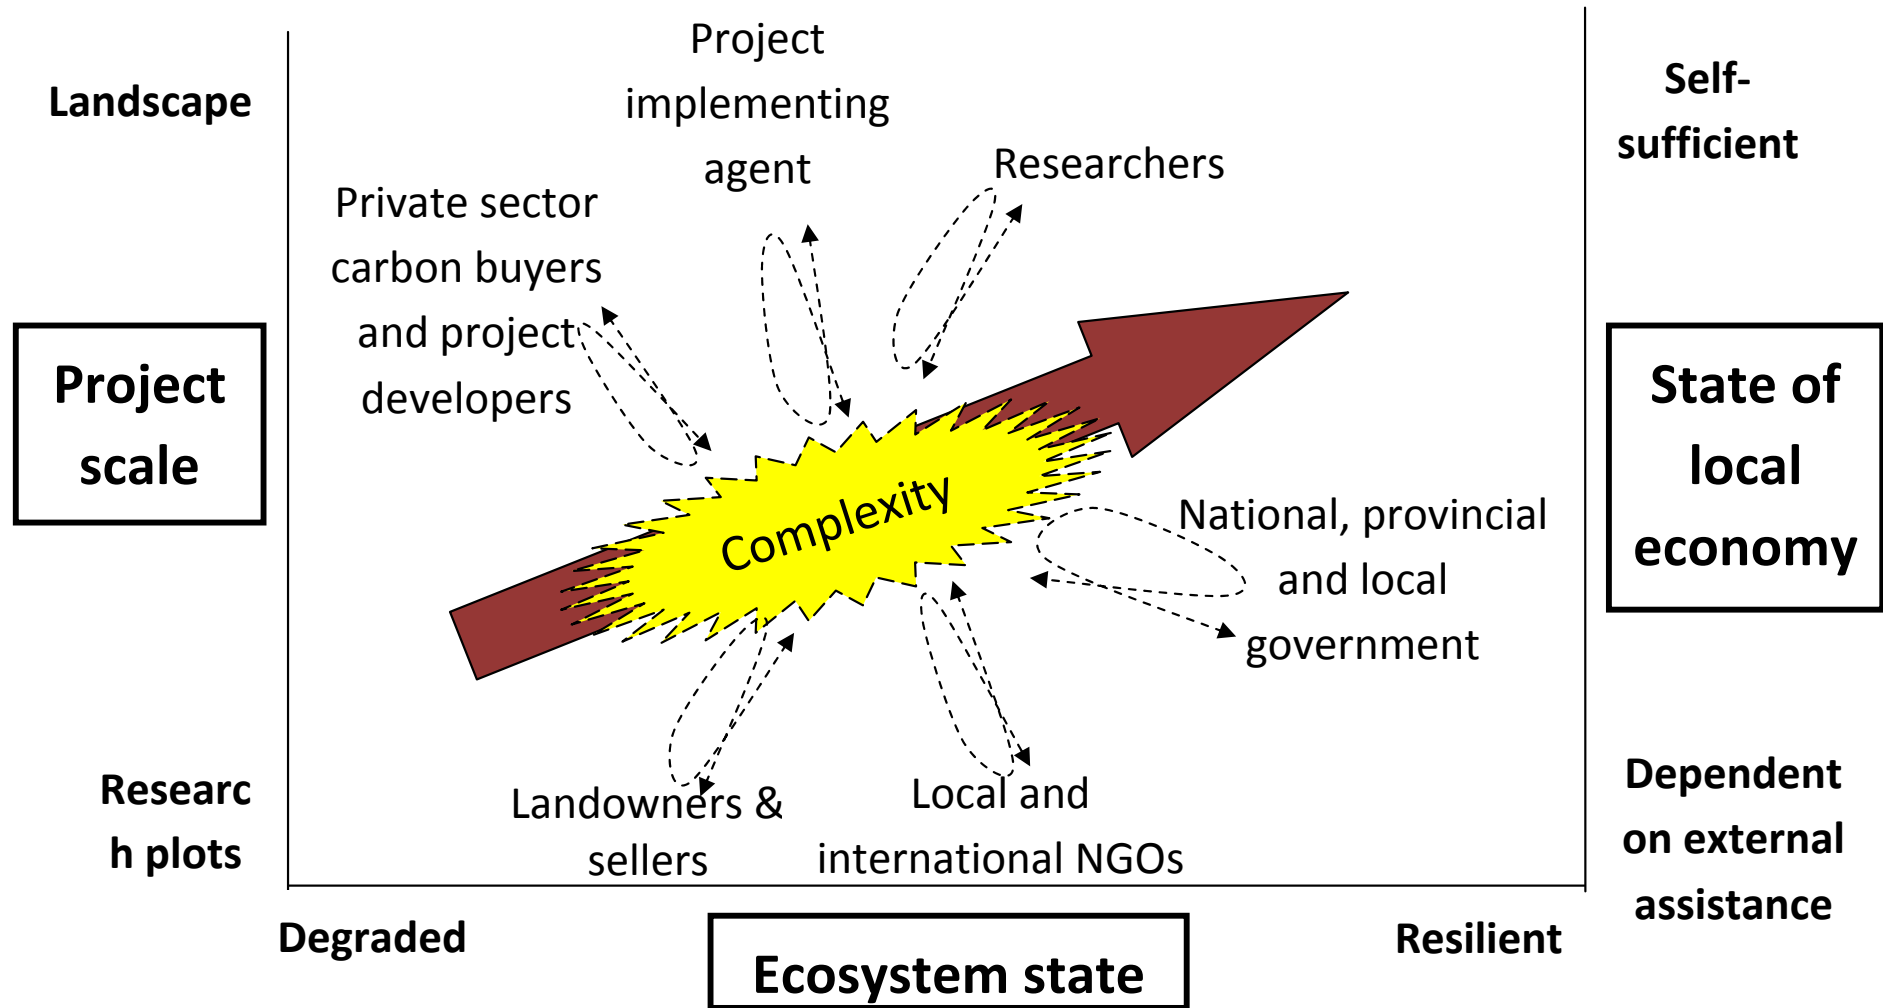 Landscape
Project
scale
Researc
h plots
Project
implementing
agent
Researchers
Private sector
carbon buyers
and project
developers
Complexity
National, provincial
and local
government
Landowners &
sellers
Local and
international NGOs
Self-
sufficient
State of
local
economy
Dependent
on external
assistance
Degraded
Ecosystem state
Resilient